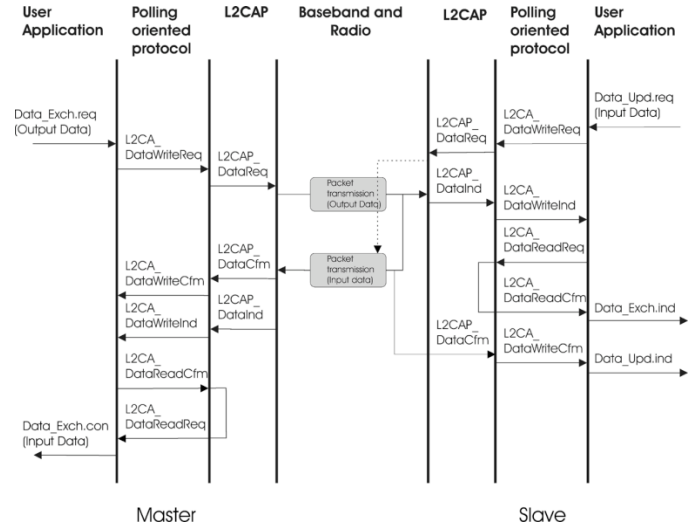 User
Application
Polling
oriented
protocol
L2CAP
Baseband and
Radio
L2CAP
Polling
oriented
protocol
User
Application
Data_Exch.req
(Output Data)
L2CA_
DataWriteReq
L2CAP_
DataReq
Packet
transmission
(Output Data)
L2CAP_
DataReq
L2CA_
DataWriteReq
Data_Upd.req
(Input Data)
L2CAP_
DataInd
L2CA_
DataWriteInd
L2CA_
DataReadReq
L2CA_
DataReadCfm
Data_Exch.ind
Packet
transmission
(Input data)
L2CAP_
DataCfm
L2CA_
DataWriteCfm
L2CAP_
DataInd
L2CA_
DataWriteInd
L2CAP_
DataCfm
L2CA_
DataWriteCfm
Data_Upd.ind
L2CA_
DataReadCfm
L2CA_
DataReadReq
Data_Exch.con
(Input Data)
Master
Slave